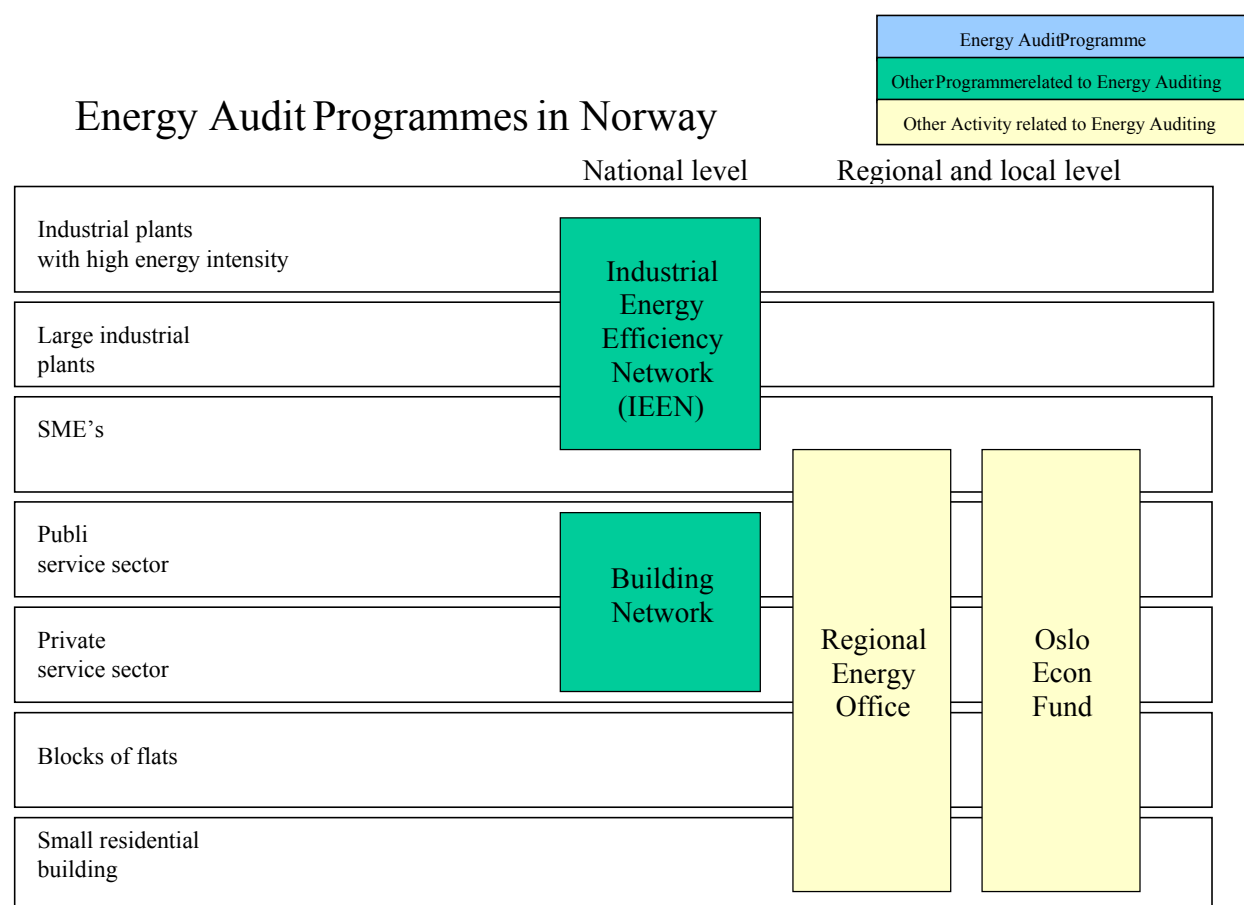 Energy AuditProgramme
OtherProgrammerelated to Energy Auditing
Other Activity related to Energy Auditing
Energy Audit Programmes in Norway
National level
Regional and local level
Industrial plants
with high energy intensity
Industrial
Energy
Efficiency
Network
(IEEN)
Large industrial
plants
SME's
Publi
service sector
Building
Network
Private
service sector
Regional
Energy
Office
Oslo
Econ
Fund
Blocks of flats
Small residential
building